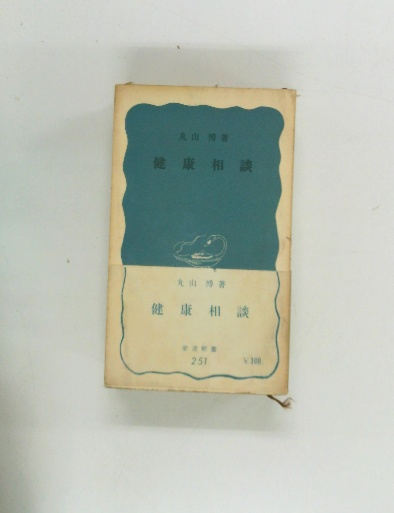 丸山 博著
健康相談
丸山 博著
健康相談
岩波新書
251
￥100